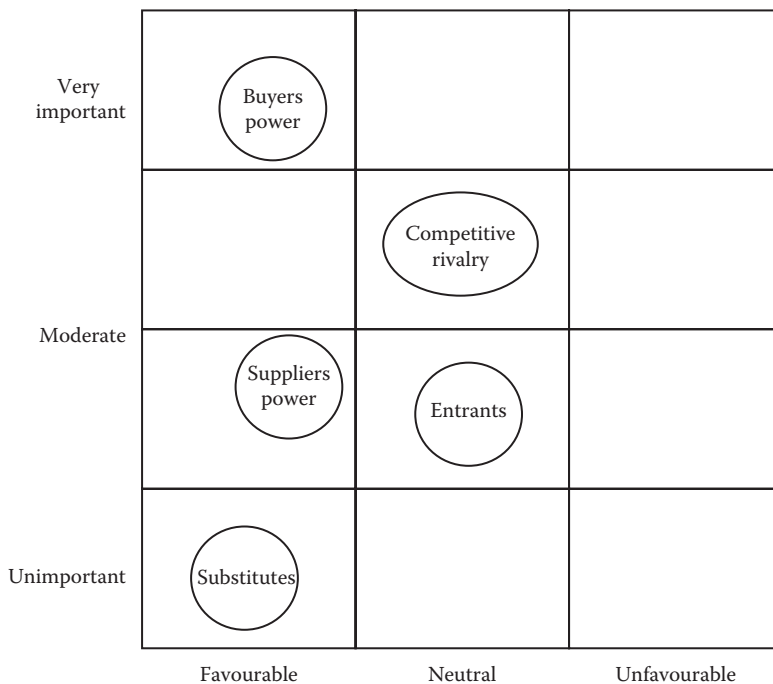 Very
important
Buyers
power
Competitive
rivalry
Moderate
Suppliers
power
Entrants
Unimportant
Substitutes
Favourable
Neutral
Unfavourable